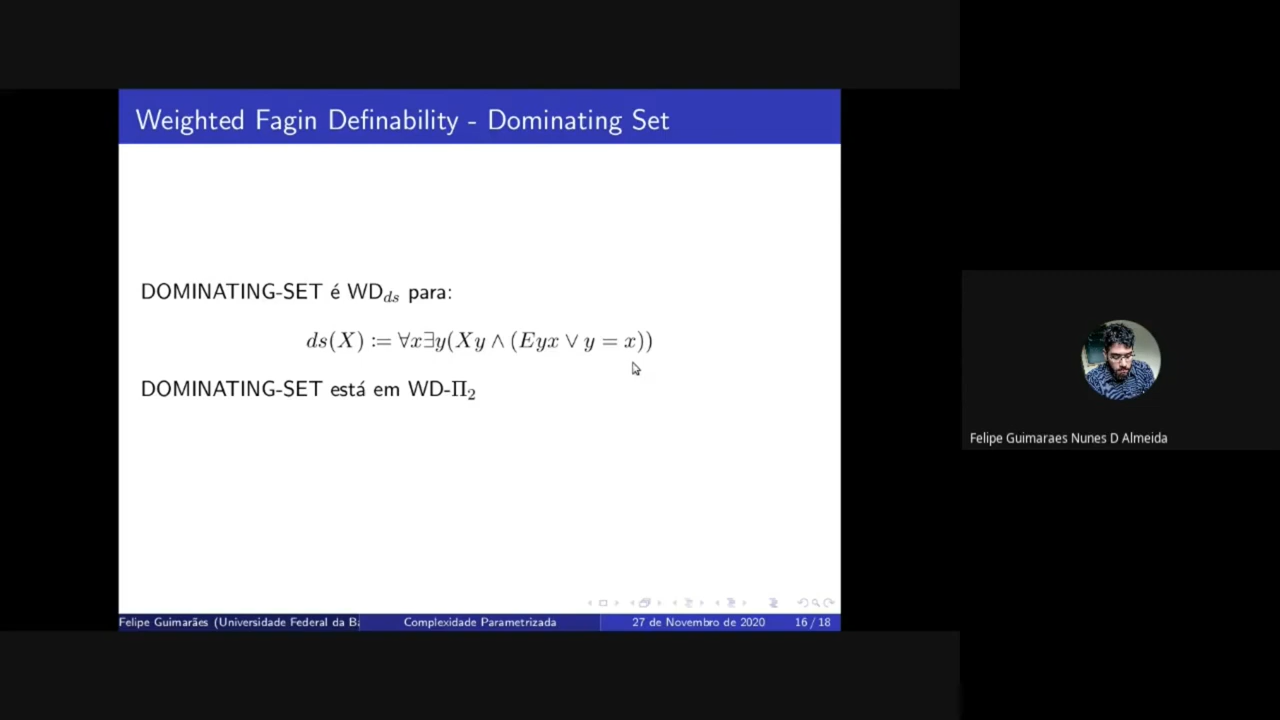 Weighted Fagin Definability - Dominating Set
DOMINATING-SET é WD_ds para:
ds(X) := ∀x∃y(Xy ∧ (Eyx ∨ y = x))
DOMINATING-SET está em WD-Π₂
Felipe Guimarães (Universidade Federal da Ba
Complexidade Parametrizada
27 de Novembro de 2020
16 / 18
Felipe Guimaraes Nunes D Almeida